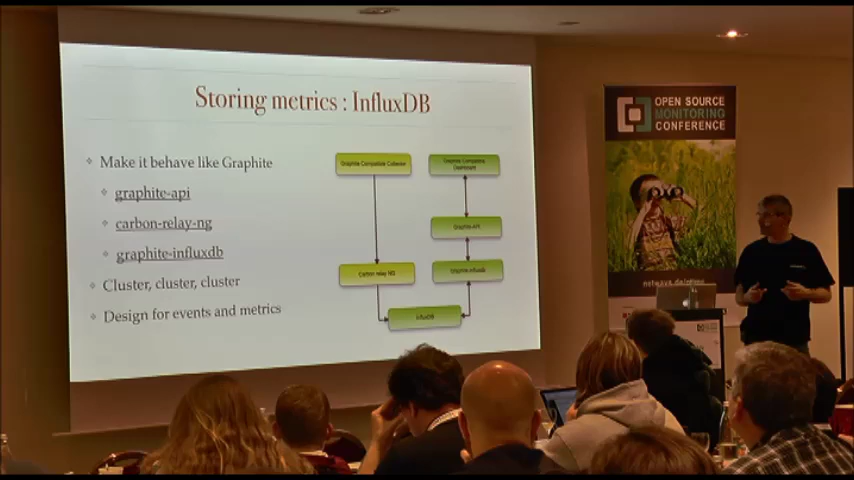 Storing metrics : InfluxDB
Make it behave like Graphite
graphite-api
carbon-relay-ng
graphite-influxdb
Cluster, cluster, cluster
Design for events and metrics
Graphite Compatible Collector
Graphite Compatible
Dashboard
Graphite-API
Carbon relay NG
Graphite-influxdb
InfluxDB
OPEN SOURCE
MONITORING
CONFERENCE